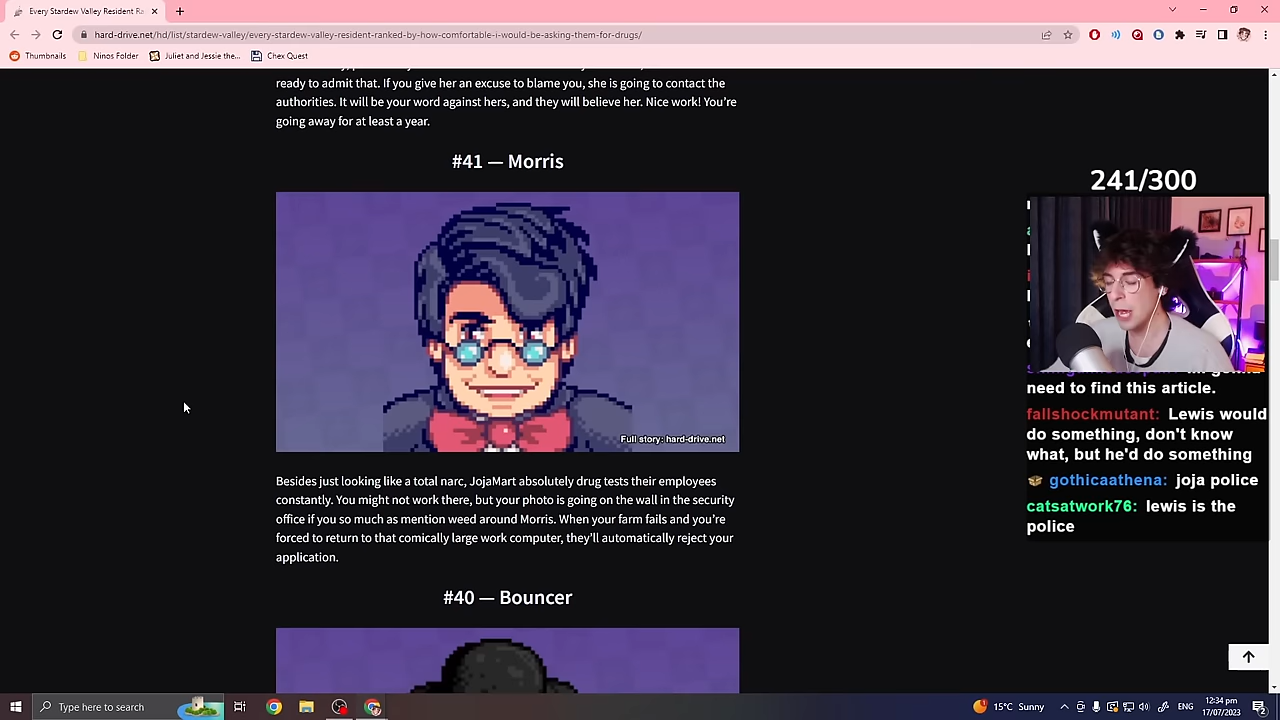 Every Stardew Valley Resident Ra
hard-drive.net/hd/list/stardew-valley/every-stardew-valley-resident-ranked-by-how-comfortable-i-would-be-asking-them-for-drugs/
Thumbnails
Ninos Folder
Juliet and Jessie the...
Chex Quest
ready to admit that. If you give her an excuse to blame you, she is going to contact the
authorities. It will be your word against hers, and they will believe her. Nice work! You're
going away for at least a year.
#41 — Morris
Full story: hard-drive.net
Besides just looking like a total narc, JojaMart absolutely drug tests their employees
constantly. You might not work there, but your photo is going on the wall in the security
office if you so much as mention weed around Morris. When your farm fails and you're
forced to return to that comically large work computer, they'll automatically reject your
application.
#40 — Bouncer
241/300
need to find this article.
fallshockmutant: Lewis would
do something, don't know
what, but he'd do something
gothicaathena: joja police
catsatwork76: lewis is the
police
Type here to search
15°C Sunny
ENG
12:34 pm
17/07/2023
2